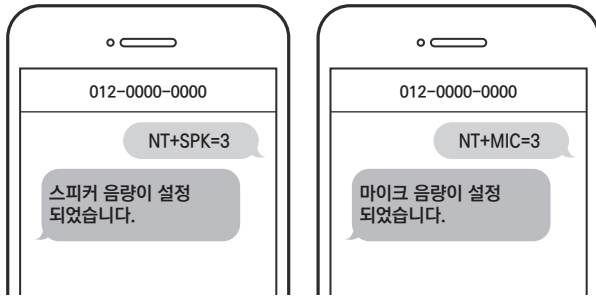 012-0000-0000
NT+SPK=3
스피커 음량이 설정
되었습니다.
012-0000-0000
NT+MIC=3
마이크 음량이 설정
되었습니다.